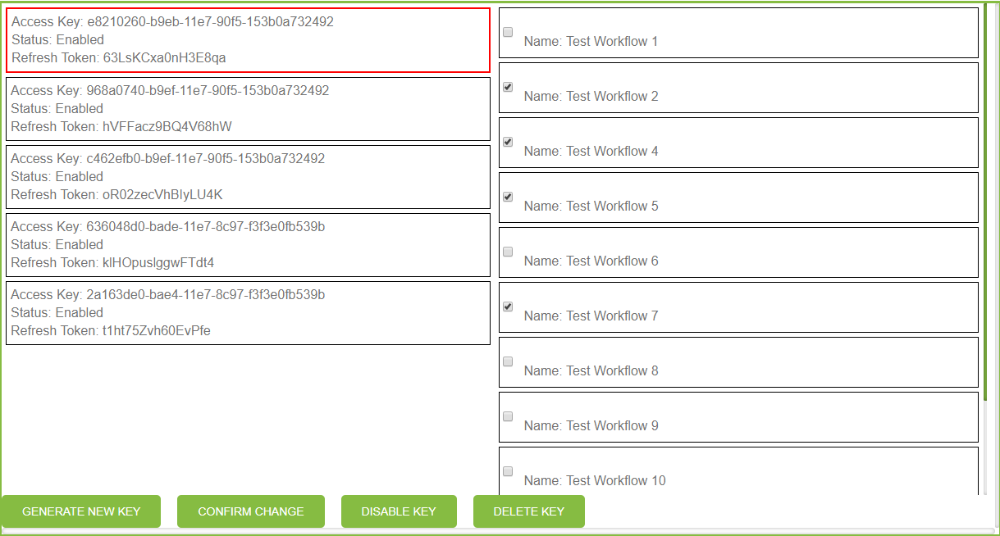 Access Key: e8210260-b9eb-11e7-90f5-153b0a732492
Status: Enabled
Refresh Token: 63LsKCxa0nH3E8qa
Access Key: 968a0740-b9ef-11e7-90f5-153b0a732492
Status: Enabled
Refresh Token: hVFFacz9BQ4V68hW
Access Key: c462efb0-b9ef-11e7-90f5-153b0a732492
Status: Enabled
Refresh Token: oR02zecVhBIyLU4K
Access Key: 636048d0-bade-11e7-8c97-f3f3e0fb539b
Status: Enabled
Refresh Token: klHOpusIggwFTdt4
Access Key: 2a163de0-bae4-11e7-8c97-f3f3e0fb539b
Status: Enabled
Refresh Token: t1ht75Zvh60EvPfe
Name: Test Workflow 1
Name: Test Workflow 2
Name: Test Workflow 4
Name: Test Workflow 5
Name: Test Workflow 6
Name: Test Workflow 7
Name: Test Workflow 8
Name: Test Workflow 9
Name: Test Workflow 10
GENERATE NEW KEY
CONFIRM CHANGE
DISABLE KEY
DELETE KEY